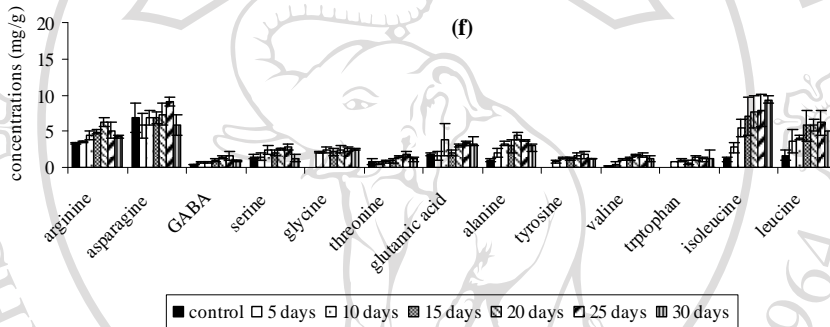 (f)
concentrations (mg/g)
20
15
10
5
0
arginine
asparagine
GABA
serine
glycine
threonine
glutamic acid
alanine
tyrosine
valine
trptophan
isoleucine
leucine
control 5 days 10 days 15 days 20 days 25 days 30 days
1964